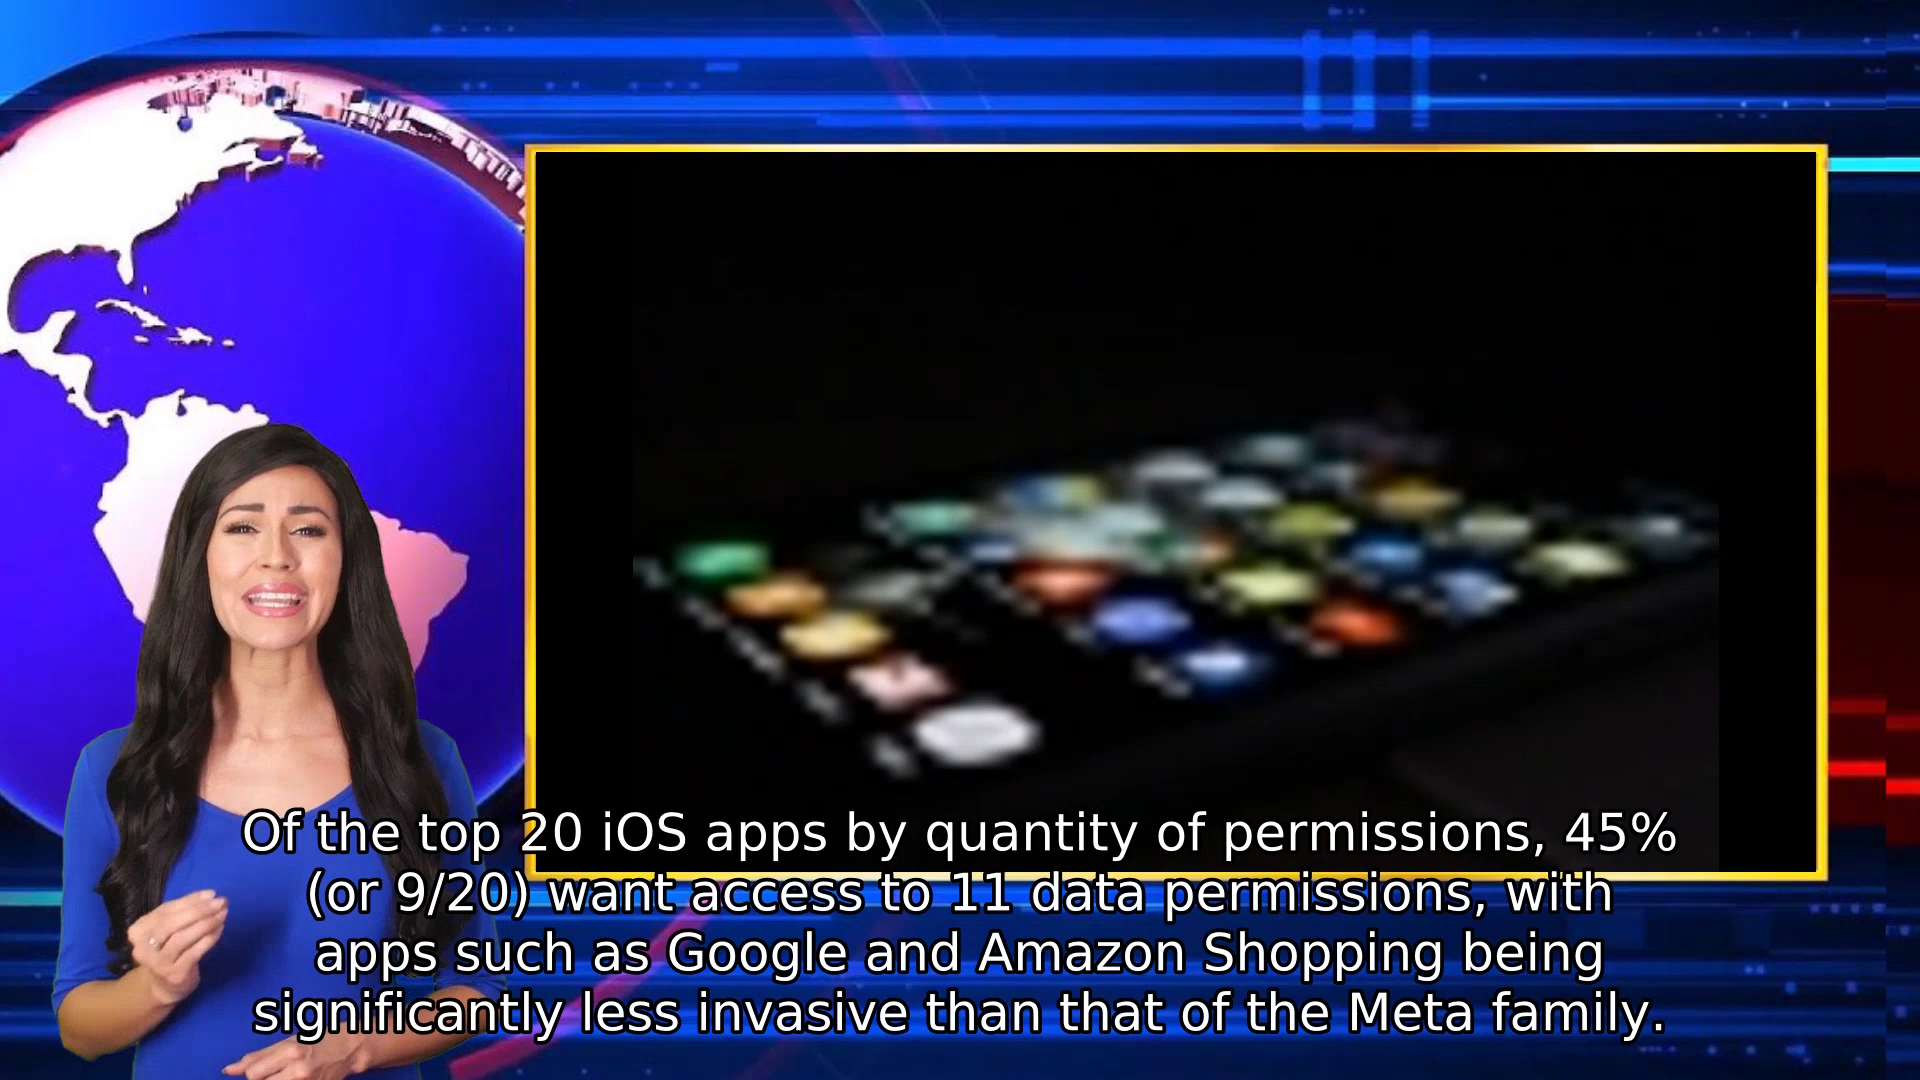 Of the top 20 iOS apps by quantity of permissions, 45%
(or 9/20) want access to 11 data permissions, with
apps such as Google and Amazon Shopping being
significantly less invasive than that of the Meta family.